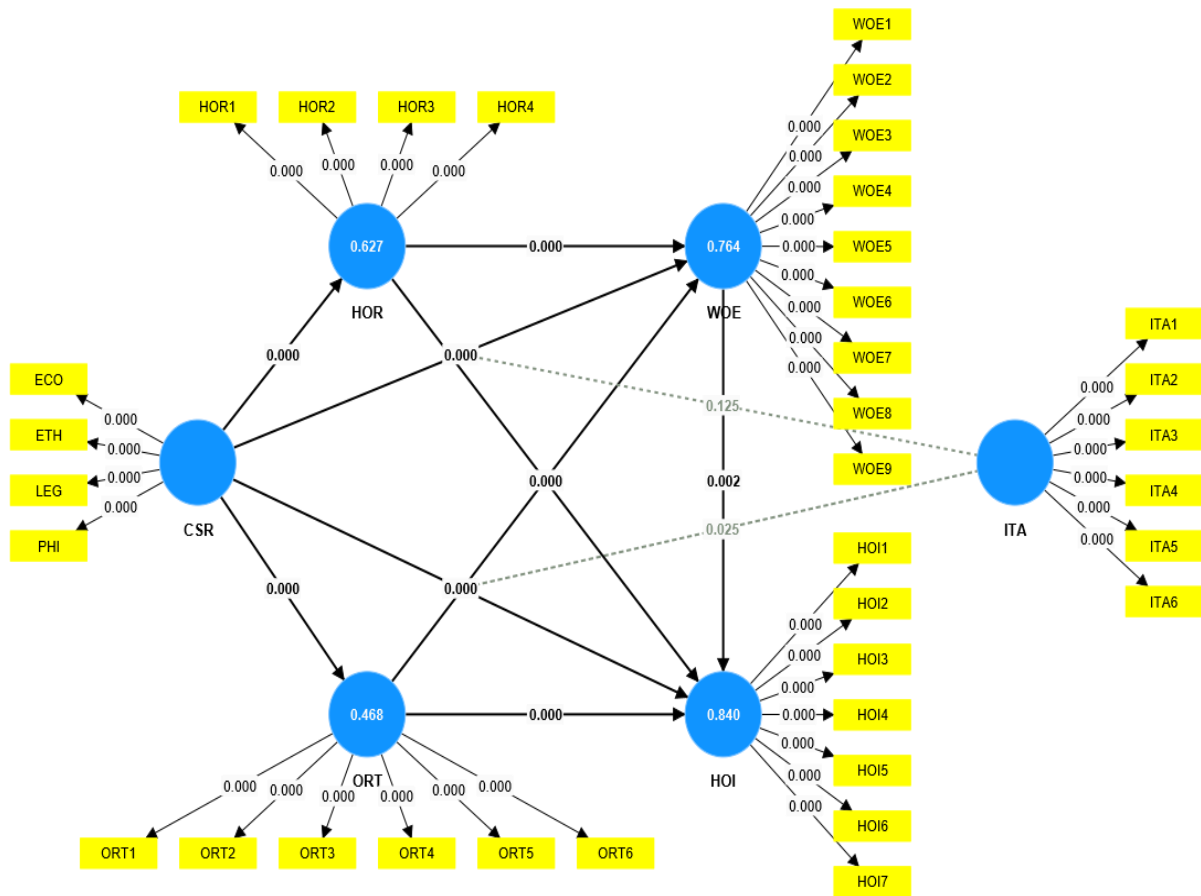 WOE1
WOE2
HOR1 HOR2 HOR3 HOR4
0.000
WOE3
0.000
0.000 0.000 0.000 0.000
0.000
WOE4
0.000
0.000
0.627 0.000 0.764 0.000 WOE5
0.000
HOR WOE
WOE6
0.000
0.000
0.000
ITA1
0.000 0.000 WOE7
ECO
0.000
ITA2
0.000
0.125
WOE8
0.000
ETH
0.000
ITA3
0.000
WOE9
0.000
LEG
0.000
0.000
0.002
0.000
ITA4
0.000
CSR
ITA
0.000
PHI
0.025
HOI1
0.000
ITA5
0.000 0.000
HOI2
ITA6
0.000
0.000
HOI3
0.000
0.468 0.000 0.840 0.000 HOI4
0.000
ORT HOI
HOI5
0.000
0.000 0.000
0.000 0.000 0.000 0.000
0.000
HOI6
ORT1 ORT2 ORT3 ORT4 ORT5 ORT6
HOI7